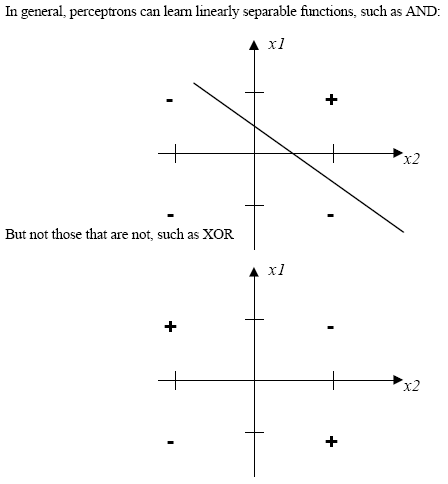 In general, perceptrons can learn linearly separable functions, such as AND:
x1
- +
x2
- -
But not those that are not, such as XOR
x1
+ -
x2
- +